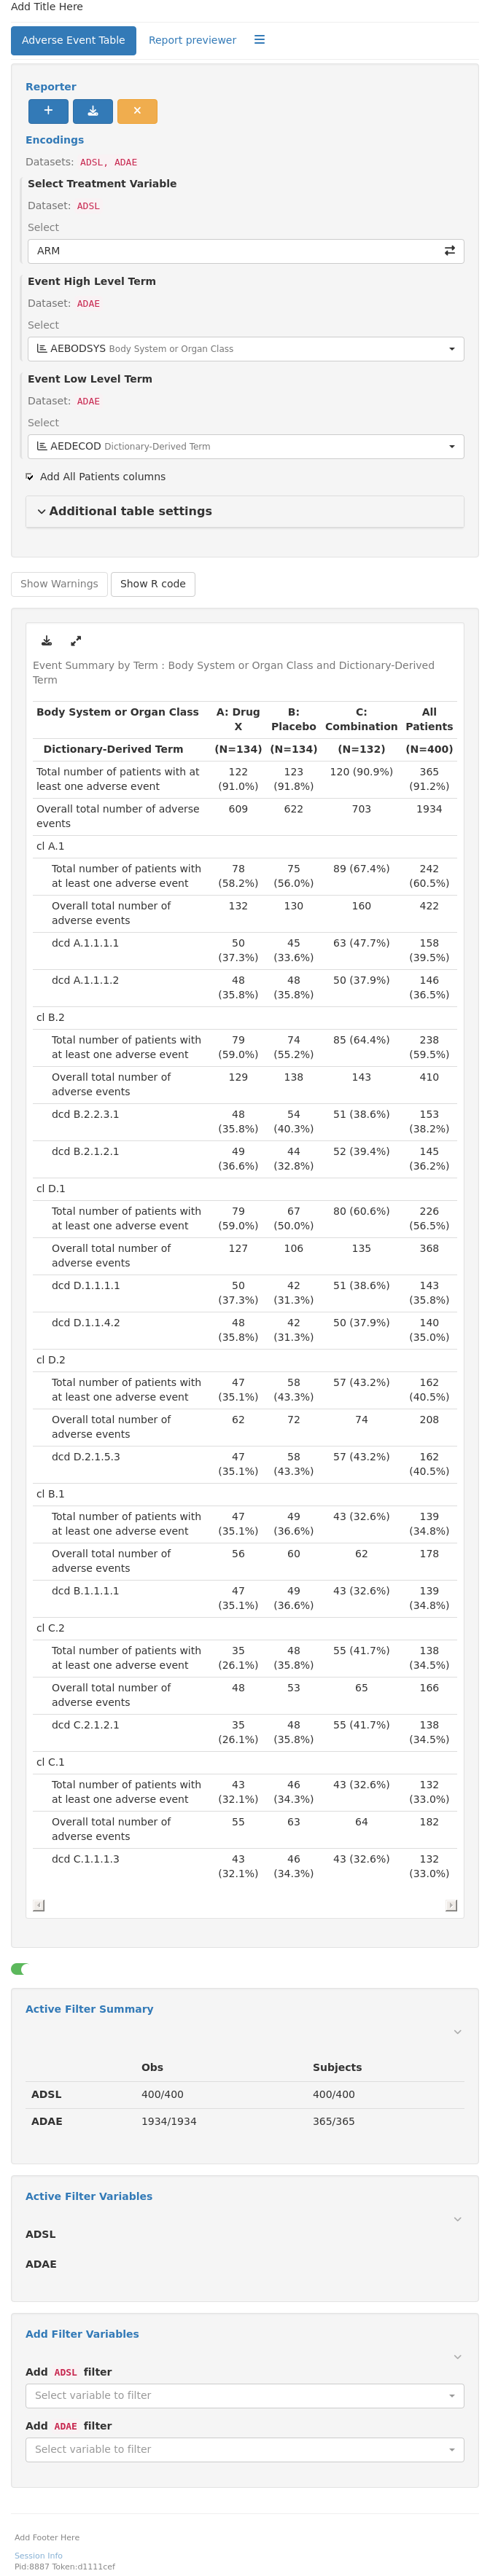 Add Title Here
Adverse Event Table
Report previewer
Reporter
Encodings
Datasets: ADSL, ADAE
Select Treatment Variable
Dataset: ADSL
Select
ARM
Event High Level Term
Dataset: ADAE
Select
AEBODSYS Body System or Organ Class
Event Low Level Term
Dataset: ADAE
Select
AEDECOD Dictionary-Derived Term
Add All Patients columns
Additional table settings
Show Warnings
Show R code
Event Summary by Term : Body System or Organ Class and Dictionary-Derived
Term
Body System or Organ Class A: Drug B: C: All
X Placebo Combination Patients
Dictionary-Derived Term (N=134) (N=134) (N=132) (N=400)
Total number of patients with at 122 123 120 (90.9%) 365
least one adverse event (91.0%) (91.8%) (91.2%)
Overall total number of adverse 609 622 703 1934
events
cl A.1
Total number of patients with 78 75 89 (67.4%) 242
at least one adverse event (58.2%) (56.0%) (60.5%)
Overall total number of 132 130 160 422
adverse events
dcd A.1.1.1.1 50 45 63 (47.7%) 158
(37.3%) (33.6%) (39.5%)
dcd A.1.1.1.2 48 48 50 (37.9%) 146
(35.8%) (35.8%) (36.5%)
cl B.2
Total number of patients with 79 74 85 (64.4%) 238
at least one adverse event (59.0%) (55.2%) (59.5%)
Overall total number of 129 138 143 410
adverse events
dcd B.2.2.3.1 48 54 51 (38.6%) 153
(35.8%) (40.3%) (38.2%)
dcd B.2.1.2.1 49 44 52 (39.4%) 145
(36.6%) (32.8%) (36.2%)
cl D.1
Total number of patients with 79 67 80 (60.6%) 226
at least one adverse event (59.0%) (50.0%) (56.5%)
Overall total number of 127 106 135 368
adverse events
dcd D.1.1.1.1 50 42 51 (38.6%) 143
(37.3%) (31.3%) (35.8%)
dcd D.1.1.4.2 48 42 50 (37.9%) 140
(35.8%) (31.3%) (35.0%)
cl D.2
Total number of patients with 47 58 57 (43.2%) 162
at least one adverse event (35.1%) (43.3%) (40.5%)
Overall total number of 62 72 74 208
adverse events
dcd D.2.1.5.3 47 58 57 (43.2%) 162
(35.1%) (43.3%) (40.5%)
cl B.1
Total number of patients with 47 49 43 (32.6%) 139
at least one adverse event (35.1%) (36.6%) (34.8%)
Overall total number of 56 60 62 178
adverse events
dcd B.1.1.1.1 47 49 43 (32.6%) 139
(35.1%) (36.6%) (34.8%)
cl C.2
Total number of patients with 35 48 55 (41.7%) 138
at least one adverse event (26.1%) (35.8%) (34.5%)
Overall total number of 48 53 65 166
adverse events
dcd C.2.1.2.1 35 48 55 (41.7%) 138
(26.1%) (35.8%) (34.5%)
cl C.1
Total number of patients with 43 46 43 (32.6%) 132
at least one adverse event (32.1%) (34.3%) (33.0%)
Overall total number of 55 63 64 182
adverse events
dcd C.1.1.1.3 43 46 43 (32.6%) 132
(32.1%) (34.3%) (33.0%)
Active Filter Summary
Obs Subjects
ADSL 400/400 400/400
ADAE 1934/1934 365/365
Active Filter Variables
ADSL
ADAE
Add Filter Variables
Add ADSL filter
Select variable to filter
Add ADAE filter
Select variable to filter
Add Footer Here
Session Info
Pid:8887 Token:d1111cef